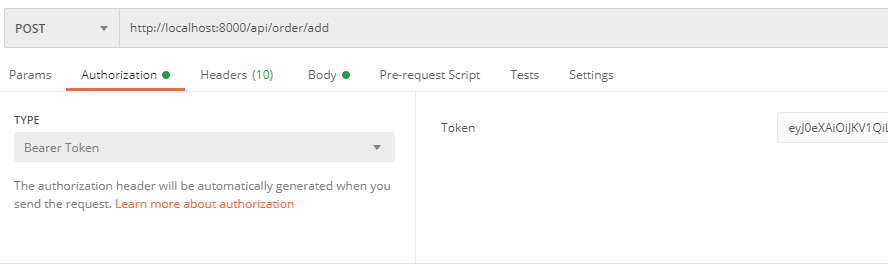 POST http://localhost:8000/api/order/add
Params Authorization Headers (10) Body Pre-request Script Tests Settings
TYPE
Bearer Token
The authorization header will be automatically generated when you
send the request. Learn more about authorization
Token eyJ0eXAiOiJKV1QiL